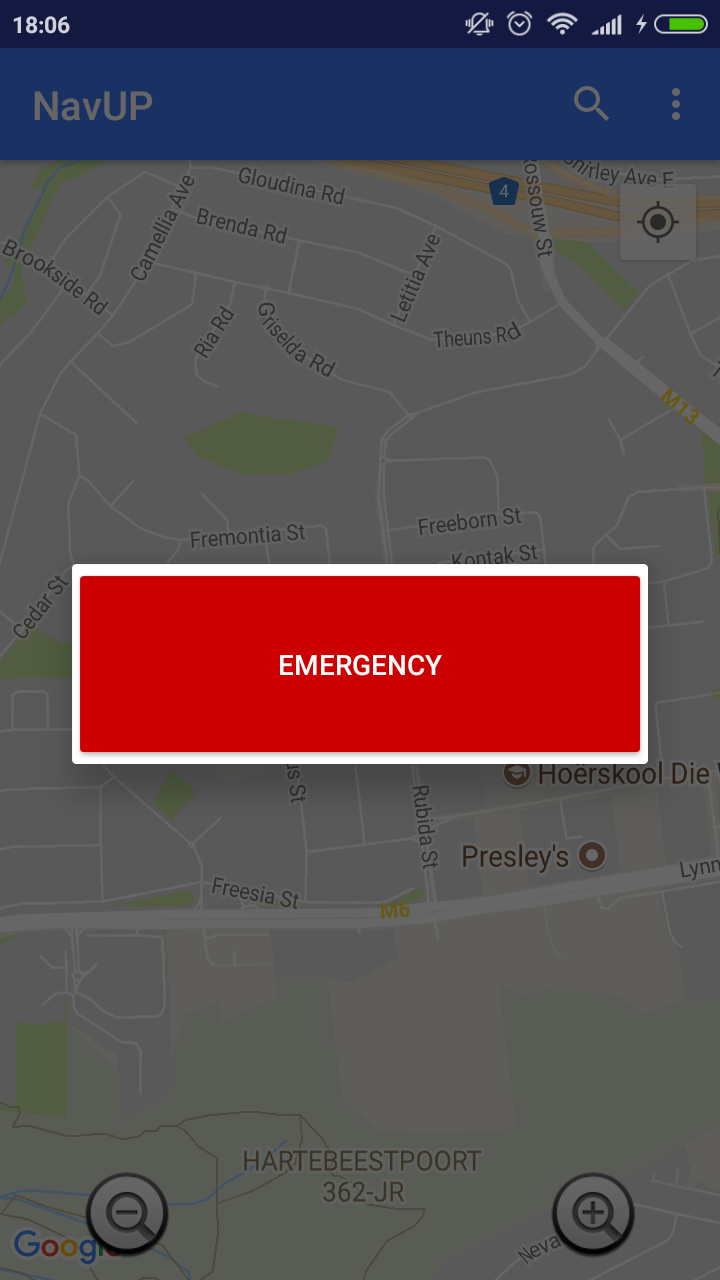 18:06
NavUP
Shirley Ave E
Gloudina Rd
4
Rossouw St
Camellia Ave
Brenda Rd
Letitia Ave
Brookside Rd
Ria Rd
Griselda Rd
Theuns Rd
M13
Fremontia St
Freeborn St
Kontak St
Cedar St
EMERGENCY
us St
Hoërskool Die
Rubida St
Presley's
Lynn
Freesia St
M6
HARTEBEESTPOORT
362-JR
Neva
Google